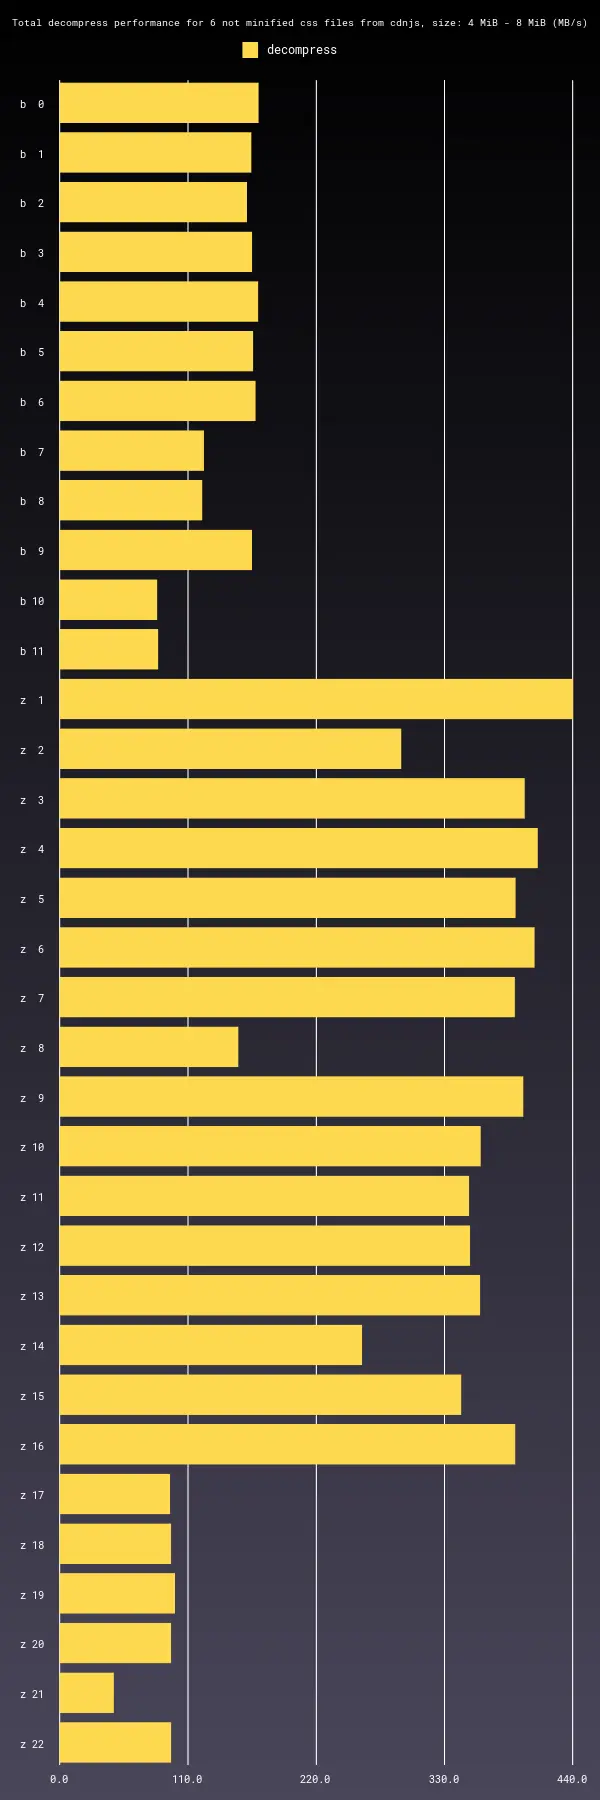 Total decompress performance for 6 not minified css files from cdnjs, size: 4 MiB - 8 MiB (MB/s)
decompress
b 0
b 1
b 2
b 3
b 4
b 5
b 6
b 7
b 8
b 9
b 10
b 11
z 1
z 2
z 3
z 4
z 5
z 6
z 7
z 8
z 9
z 10
z 11
z 12
z 13
z 14
z 15
z 16
z 17
z 18
z 19
z 20
z 21
z 22
0.0 110.0 220.0 330.0 440.0